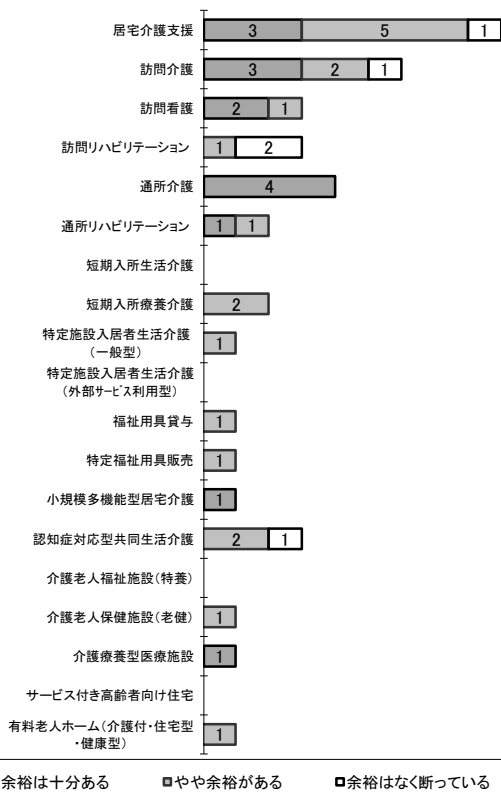 居宅介護支援 3 5 1
訪問介護 3 2 1
訪問看護 2 1
訪問リハビリテーション 1 2
通所介護 4
通所リハビリテーション 1 1
短期入所生活介護
短期入所療養介護 2
特定施設入居者生活介護
(一般型) 1
特定施設入居者生活介護
(外部サービス利用型)
福祉用具貸与 1
特定福祉用具販売 1
小規模多機能型居宅介護 1
認知症対応型共同生活介護 2 1
介護老人福祉施設(特養)
介護老人保健施設(老健) 1
介護療養型医療施設 1
サービス付き高齢者向け住宅
有料老人ホーム(介護付・住宅型
・健康型) 1
余裕は十分ある やや余裕がある 余裕はなく断っている